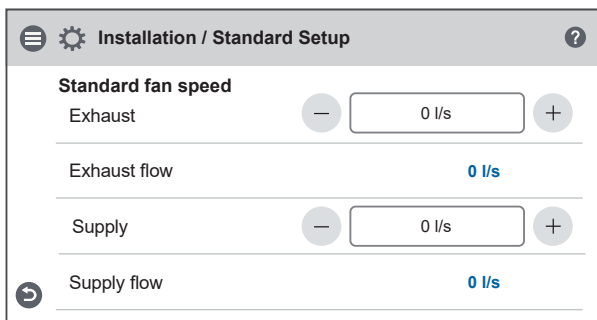 Installation / Standard Setup ?
Standard fan speed
Exhaust − 0 l/s +
Exhaust flow 0 l/s
Supply − 0 l/s +
Supply flow 0 l/s